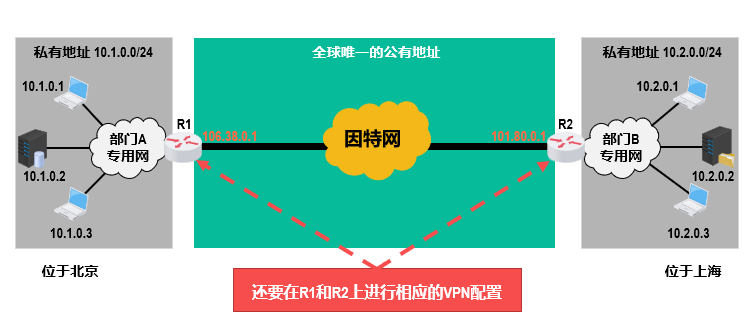 私有地址 10.1.0.0/24
全球唯一的公有地址
私有地址 10.2.0.0/24
10.1.0.1
R1
106.38.0.1
因特网
101.80.0.1
R2
10.2.0.1
部门A
专用网
部门B
专用网
10.1.0.2
10.2.0.2
10.1.0.3
10.2.0.3
位于北京
位于上海
还要在R1和R2上进行相应的VPN配置